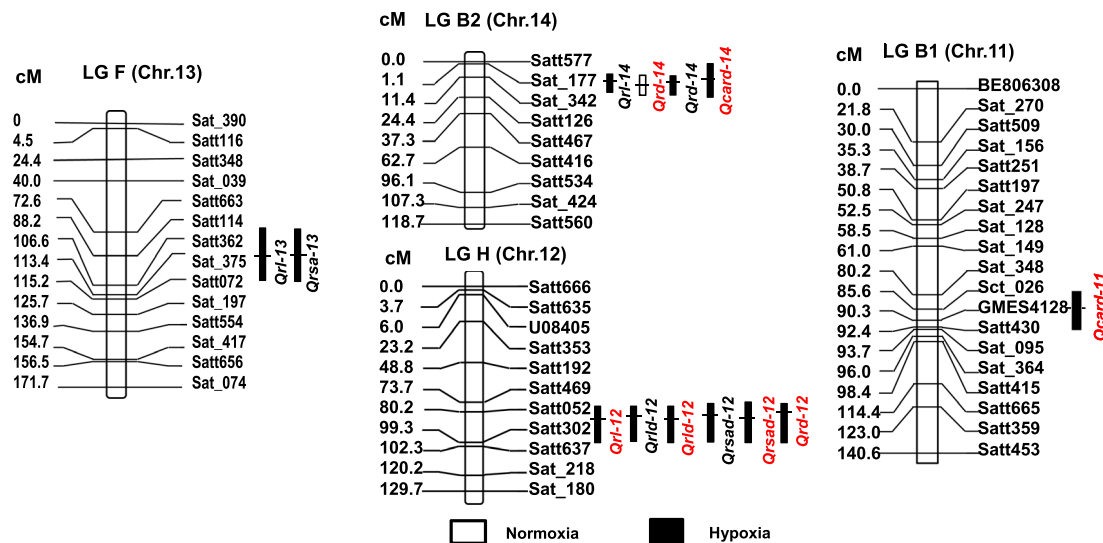 LG F (Chr.13)
cM
0 Sat_390
4.5 Satt116
24.4 Satt348
40.0 Sat_039
72.6 Satt663
88.2 Satt114
106.6 Satt362
113.4 Sat_375
115.2 Satt072
125.7 Sat_197
136.9 Satt554
154.7 Sat_417
156.5 Satt656
171.7 Sat_074
Qrl-13
Qrsa-13
cM LG B2 (Chr.14)
0.0 Satt577
1.1 Sat_177
11.4 Sat_342
24.4 Satt126
37.3 Satt467
62.7 Satt416
96.1 Satt534
107.3 Sat_424
118.7 Satt560
Qrl-14
Qrd-14
Qrd-14
Qcard-14
cM LG H (Chr.12)
0.0 Satt666
3.7 Satt635
6.0 U08405
23.2 Satt353
48.8 Satt192
73.7 Satt469
80.2 Satt052
99.3 Satt302
102.3 Satt637
120.2 Sat_218
129.7 Sat_180
Qrl-12
Qrld-12
Qrld-12
Qrsad-12
Qrsad-12
Qrd-12
LG B1 (Chr.11)
cM
0.0 BE806308
21.8 Sat_270
30.0 Satt509
35.3 Sat_156
38.7 Satt251
50.8 Satt197
52.5 Sat_247
58.5 Sat_128
61.0 Sat_149
80.2 Sat_348
85.6 Sct_026
90.3 GMES4128
92.4 Satt430
93.7 Sat_095
96.0 Sat_364
98.4 Satt415
114.4 Satt665
123.0 Satt359
140.6 Satt453
Qcard-11
Normoxia Hypoxia